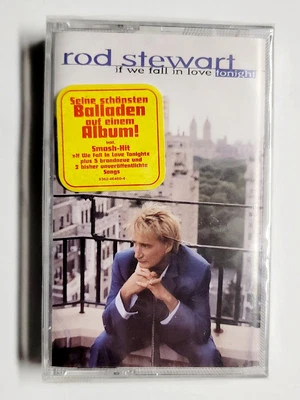 rod stewart
if we fall in love tonight
Seine schönsten
Balladen
auf einem
Album!
incl.
Smash-Hit
»If We Fall In Love Tonight«
plus 3 brandneue und
3 bisher unveröffentlichte
Songs